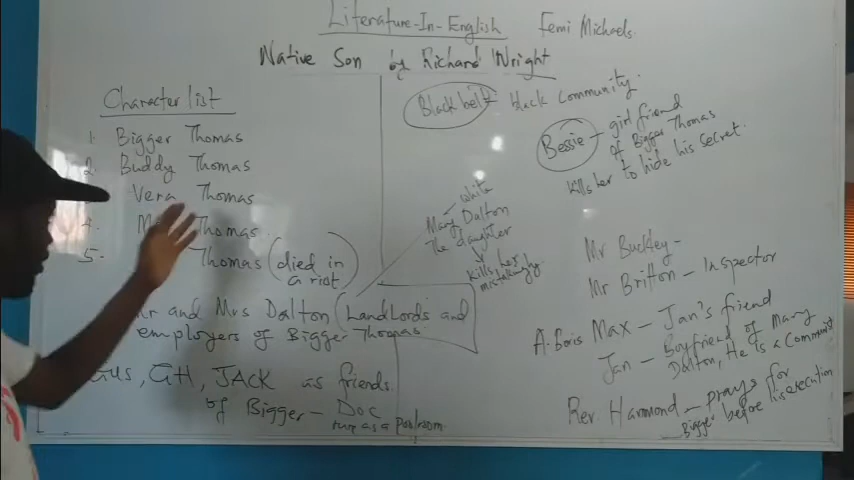 Literature-In-English Femi Michaels
Native Son by Richard Wright
Character list
1. Bigger Thomas
2. Buddy Thomas
Vera Thomas
4. Thomas
5. Thomas (died in
a riot)
and Mrs Dalton (Landlords and
employers of Bigger Thomas
Gus, GH, JACK as friends
of Bigger - Doc
runs as a poolroom
Black belt - black community.
Bessie - girl friend
of Bigger Thomas
Kills her to hide his secret.
white
Mary Dalton
The daughter
kills her
mistakingly.
Mr Buckley -
Mr Britton - Inspector
A. Boris Max - Jan's friend
Jan - Boyfriend of Mary
Dalton, He is a Communist
Rev Hammond - prays for
Bigger before his execution